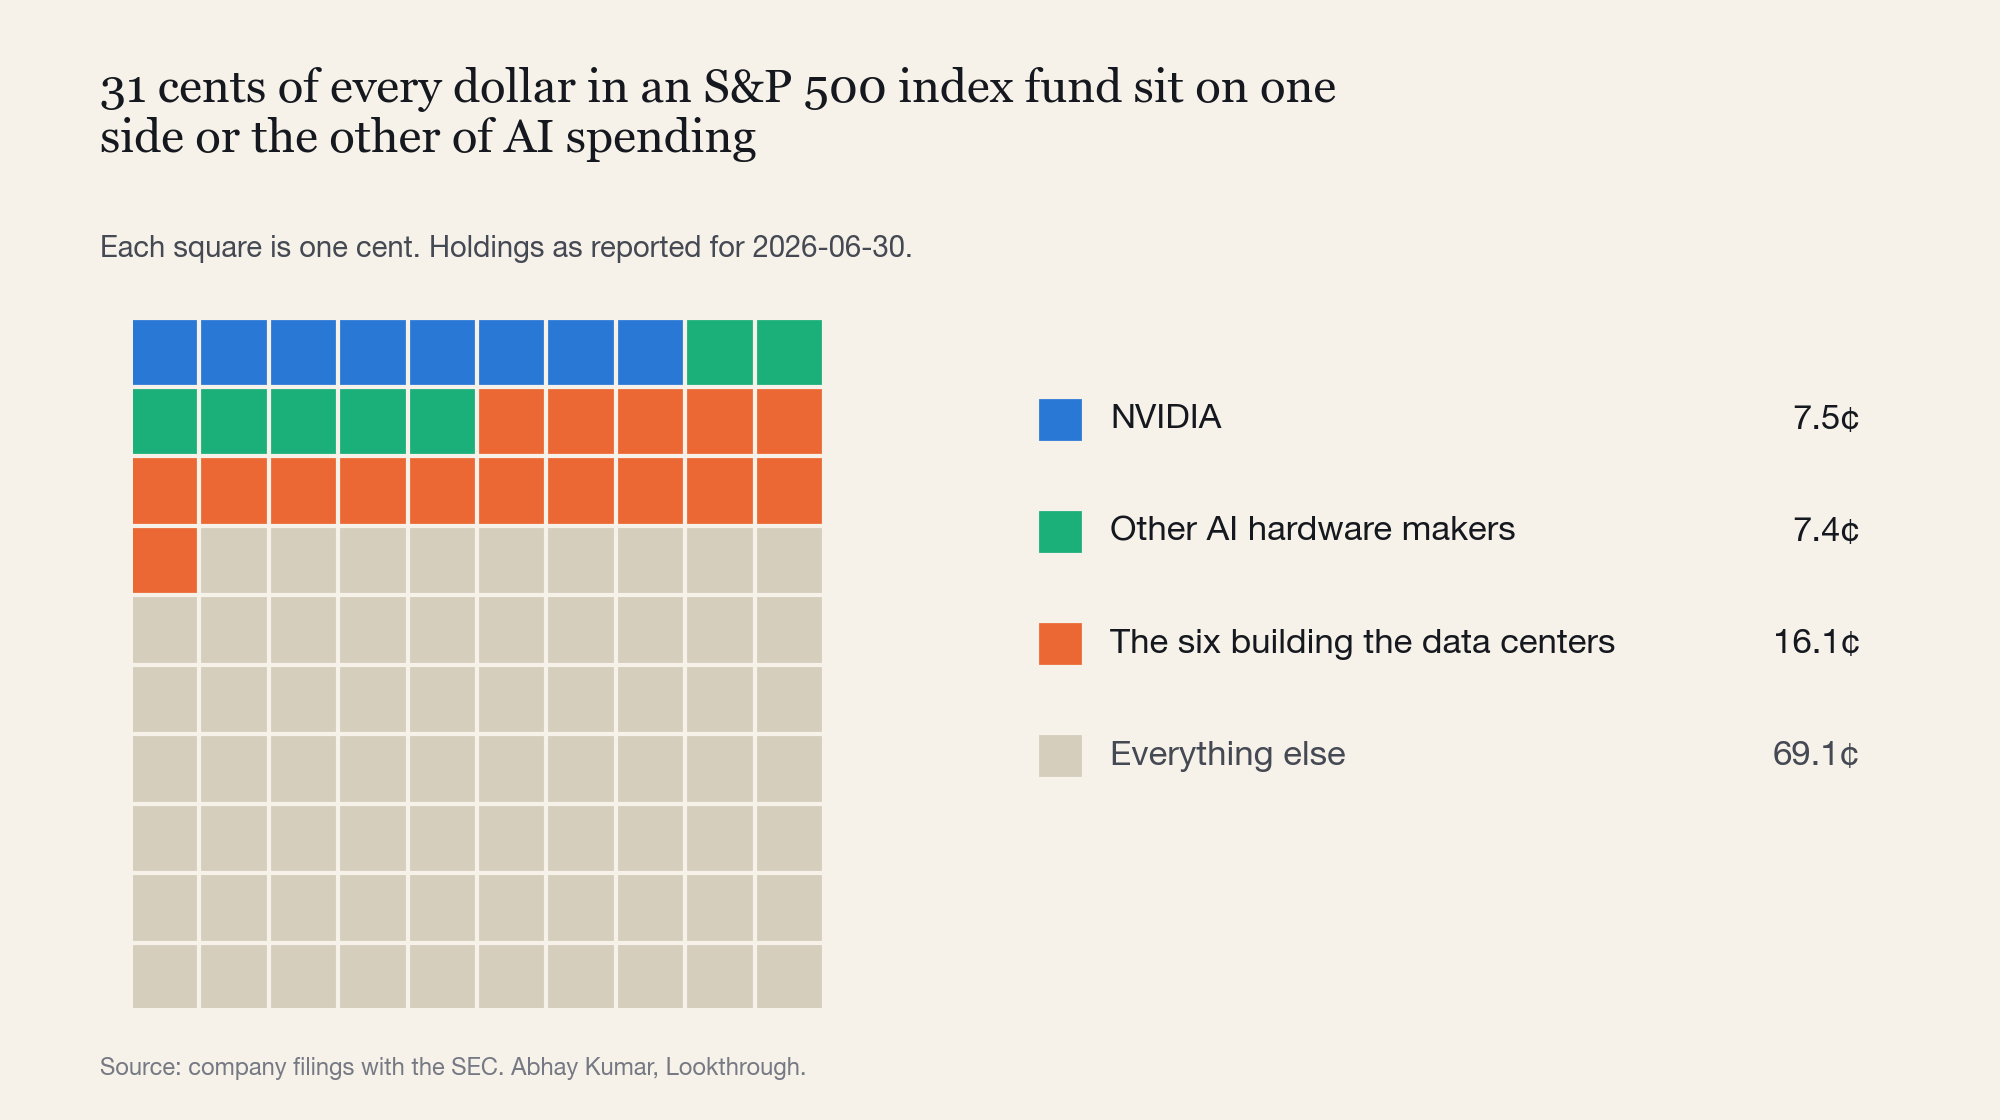 31 cents of every dollar in an S&P 500 index fund sit on one
side or the other of AI spending
Each square is one cent. Holdings as reported for 2026-06-30.
NVIDIA 7.5¢
Other AI hardware makers 7.4¢
The six building the data centers 16.1¢
Everything else 69.1¢
Source: company filings with the SEC. Abhay Kumar, Lookthrough.